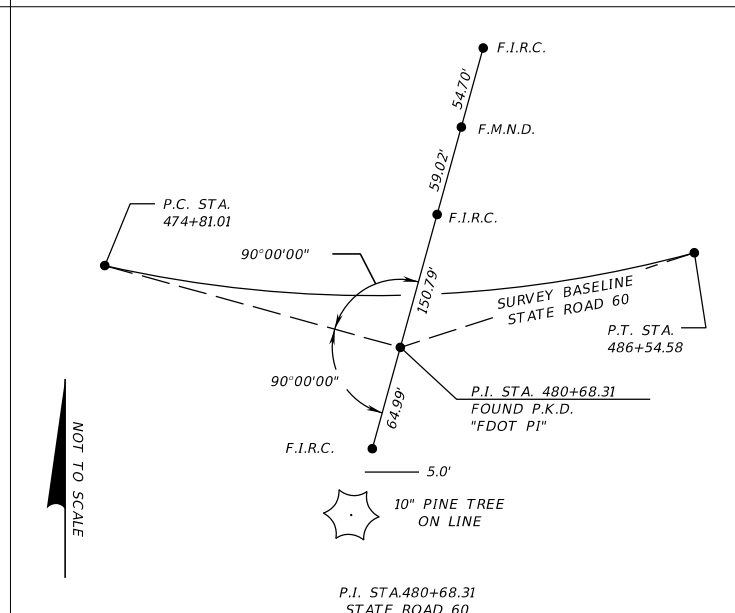 F.I.R.C.
54.70'
F.M.N.D.
59.02'
P.C. STA.
474+81.01
F.I.R.C.
90°00'00"
150.79'
SURVEY BASELINE
STATE ROAD 60
P.T. STA.
486+54.58
90°00'00"
64.99'
P.I. STA. 480+68.31
FOUND P.K.D.
"FDOT PI"
F.I.R.C.
5.0'
NOT TO SCALE
10" PINE TREE
ON LINE
P.I. STA.480+68.31
STATE ROAD 60